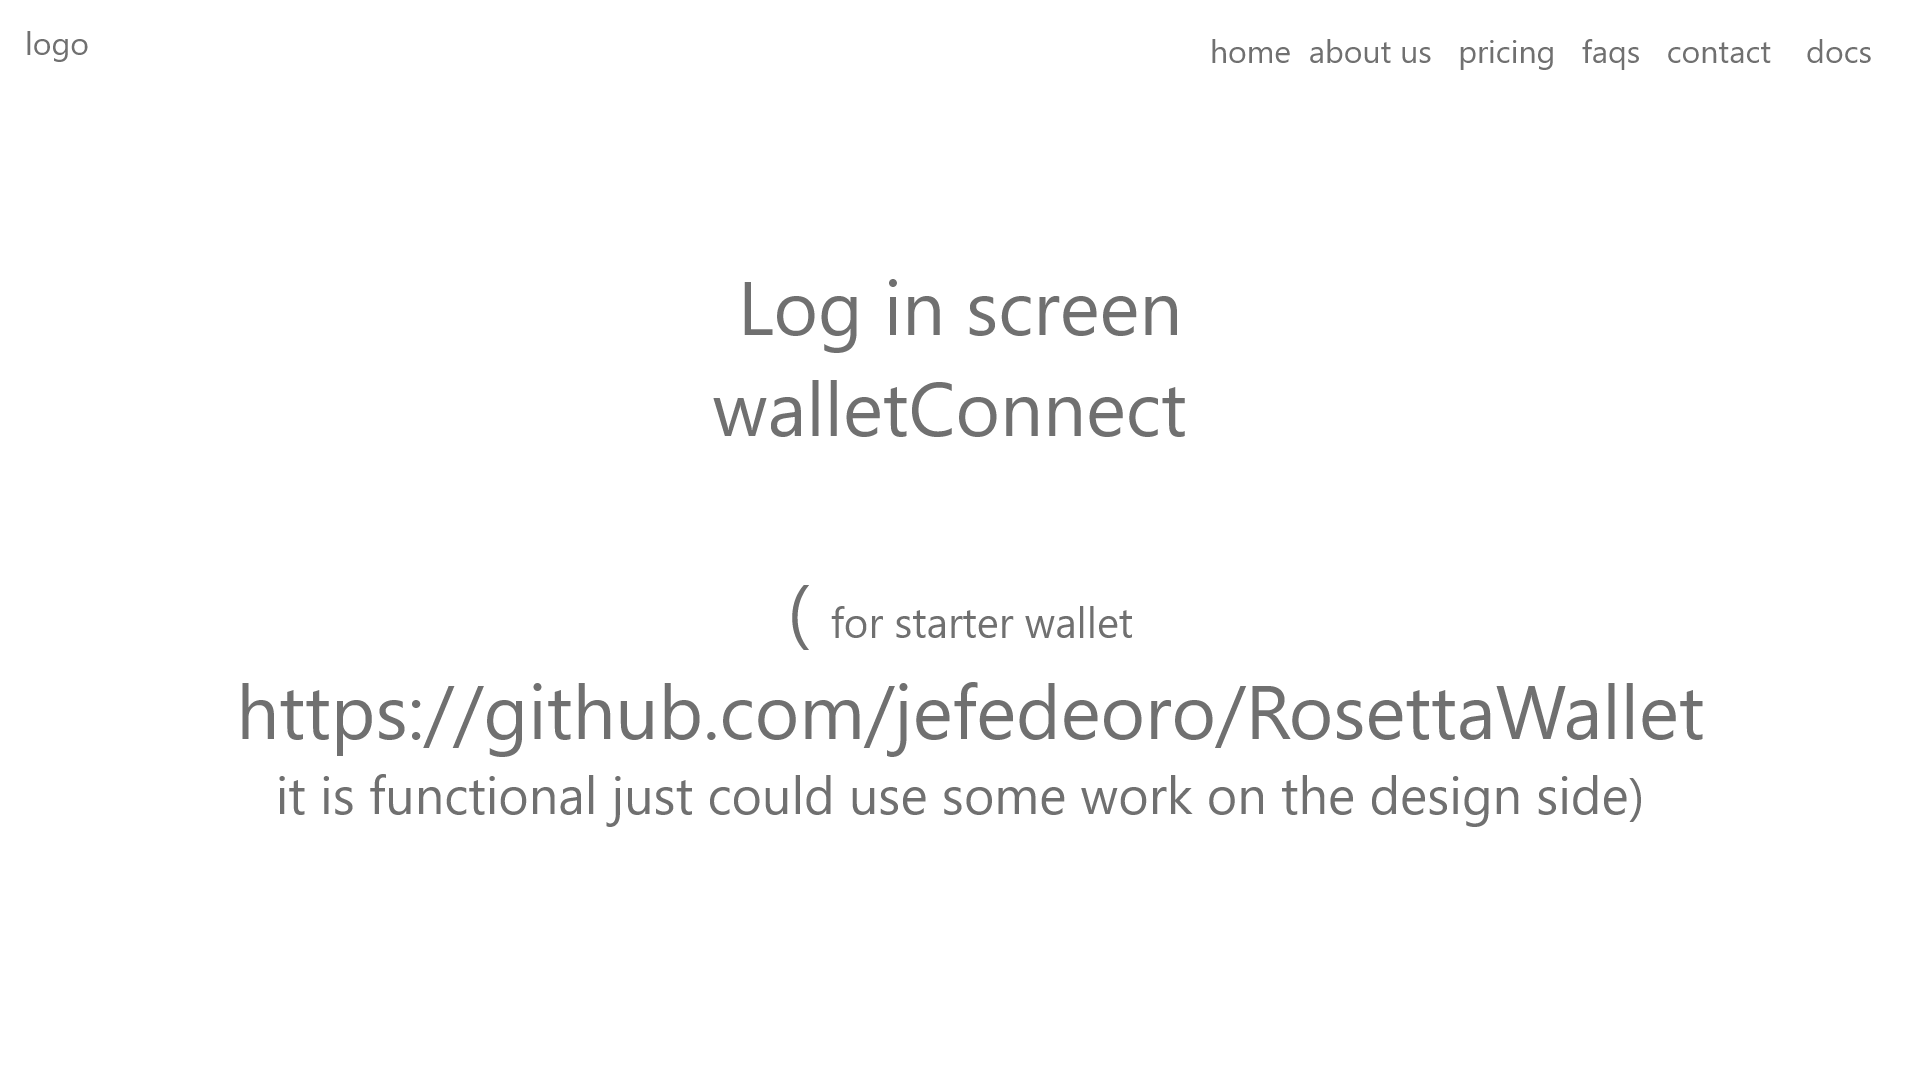 logo
home about us pricing faqs contact docs
Log in screen
walletConnect
( for starter wallet
https://github.com/jefedeoro/RosettaWallet
it is functional just could use some work on the design side)